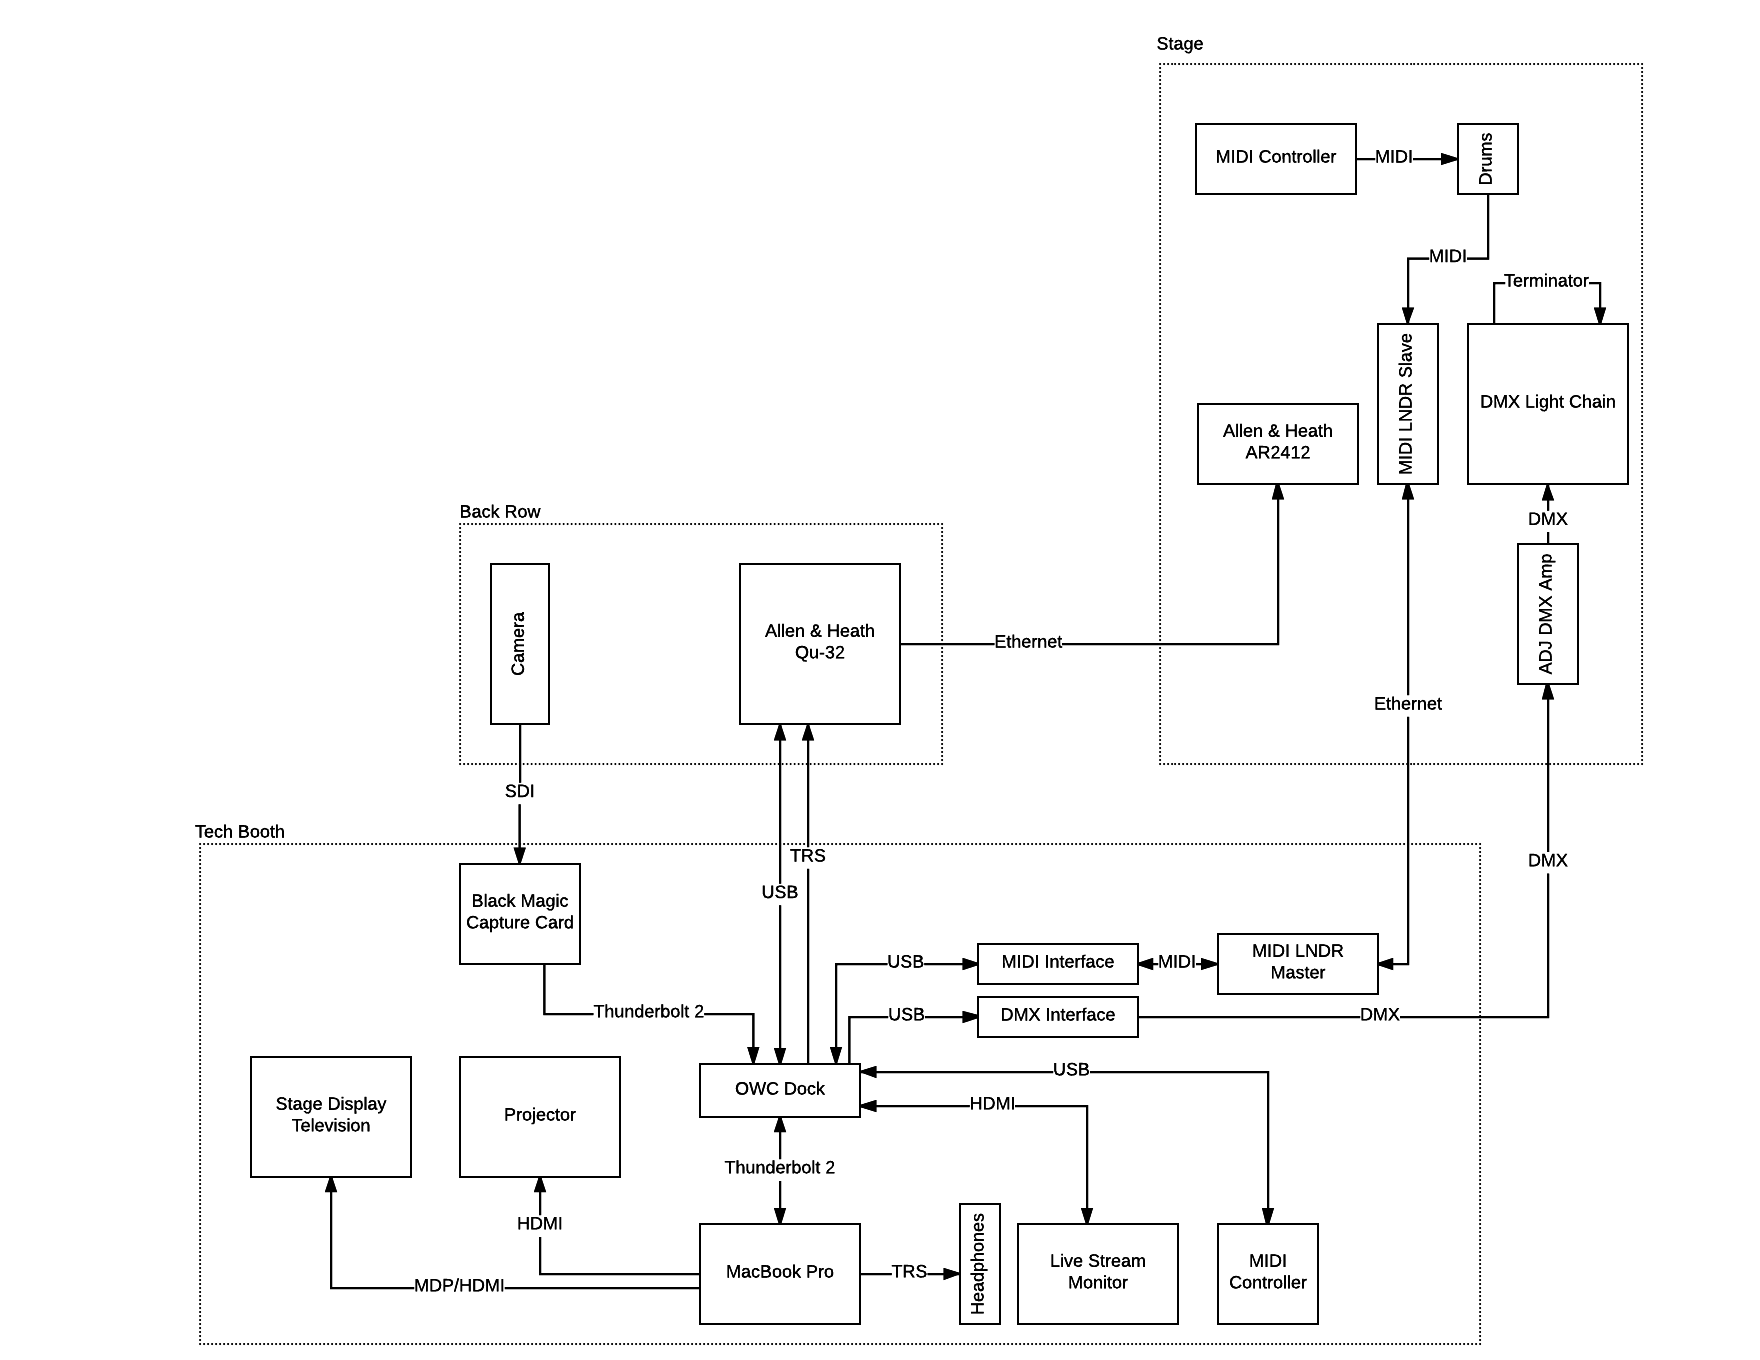 Stage
MIDI Controller
MIDI
Drums
MIDI
Terminator
MIDI LNDR Slave
DMX Light Chain
Allen & Heath
AR2412
DMX
ADJ DMX Amp
Back Row
Camera
Allen & Heath
Qu-32
Ethernet
Ethernet
SDI
Tech Booth
TRS
DMX
USB
Black Magic
Capture Card
USB
MIDI Interface
MIDI
MIDI LNDR
Master
Thunderbolt 2
USB
DMX Interface
DMX
USB
OWC Dock
HDMI
Stage Display
Television
Projector
Thunderbolt 2
HDMI
MDP/HDMI
MacBook Pro
TRS
Headphones
Live Stream
Monitor
MIDI
Controller